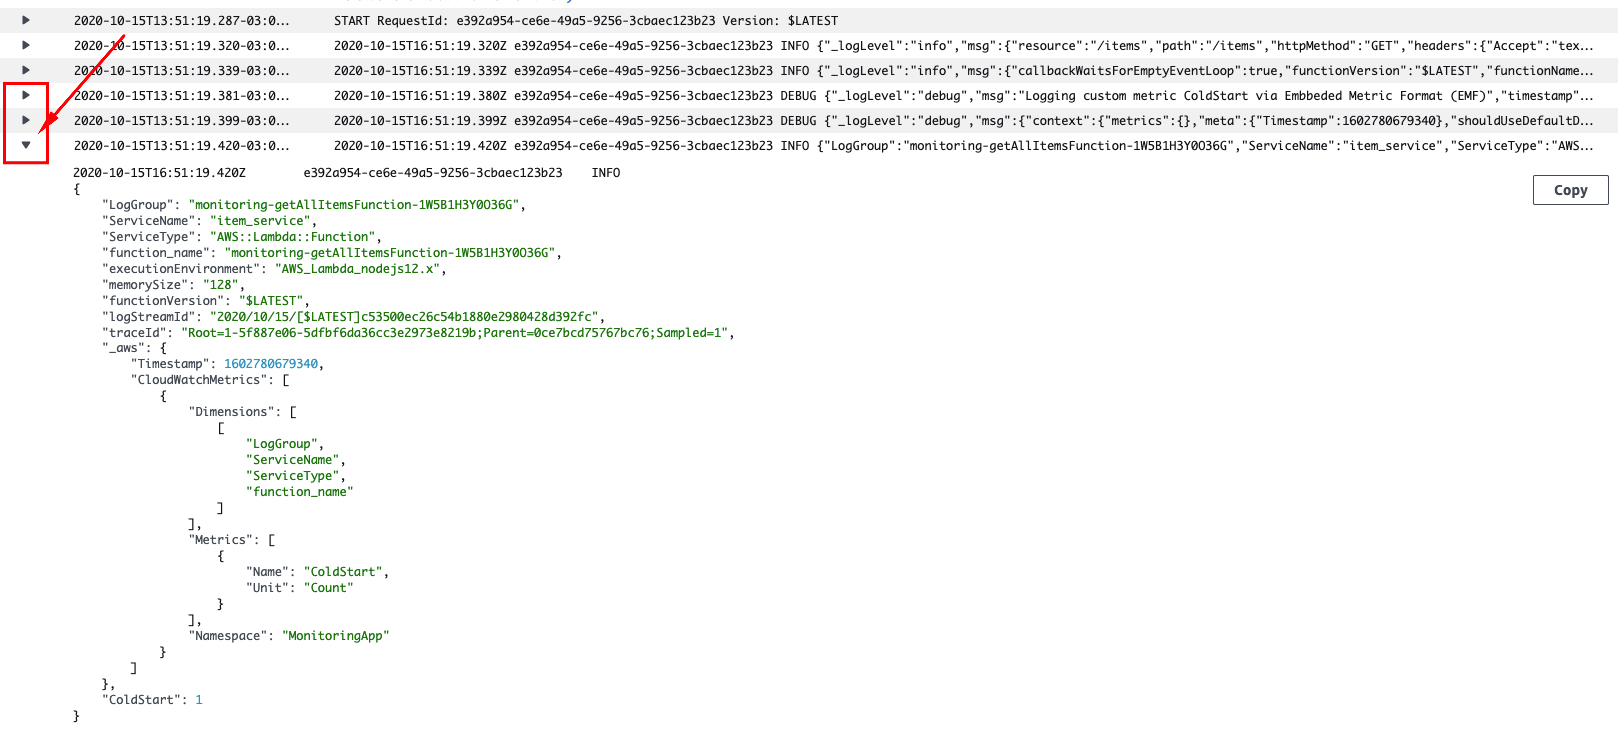 2020-10-15T13:51:19.287-03:0... START RequestId: e392a954-ce6e-49a5-9256-3cbaec123b23 Version: $LATEST
2020-10-15T13:51:19.320-03:0... 2020-10-15T16:51:19.320Z e392a954-ce6e-49a5-9256-3cbaec123b23 INFO {"_logLevel":"info","msg":{"resource":"/items","path":"/items","httpMethod":"GET","headers":{"Accept":"tex...
2020-10-15T13:51:19.339-03:0... 2020-10-15T16:51:19.339Z e392a954-ce6e-49a5-9256-3cbaec123b23 INFO {"_logLevel":"info","msg":{"callbackWaitsForEmptyEventLoop":true,"functionVersion":"$LATEST","functionName...
2020-10-15T13:51:19.381-03:0... 2020-10-15T16:51:19.380Z e392a954-ce6e-49a5-9256-3cbaec123b23 DEBUG {"_logLevel":"debug","msg":"Logging custom metric ColdStart via Embbeded Metric Format (EMF)","timestamp"...
2020-10-15T13:51:19.399-03:0... 2020-10-15T16:51:19.399Z e392a954-ce6e-49a5-9256-3cbaec123b23 DEBUG {"_logLevel":"debug","msg":{"context":{"metrics":{},"meta":{"Timestamp":1602780679340},"shouldUseDefaultD...
2020-10-15T13:51:19.420-03:0... 2020-10-15T16:51:19.420Z e392a954-ce6e-49a5-9256-3cbaec123b23 INFO {"LogGroup":"monitoring-getAllItemsFunction-1W5B1H3Y0O36G","ServiceName":"item_service","ServiceType":"AWS...
2020-10-15T16:51:19.420Z e392a954-ce6e-49a5-9256-3cbaec123b23 INFO
Copy
{
"LogGroup": "monitoring-getAllItemsFunction-1W5B1H3Y0O36G",
"ServiceName": "item_service",
"ServiceType": "AWS::Lambda::Function",
"function_name": "monitoring-getAllItemsFunction-1W5B1H3Y0O36G",
"executionEnvironment": "AWS_Lambda_nodejs12.x",
"memorySize": "128",
"functionVersion": "$LATEST",
"logStreamId": "2020/10/15/[$LATEST]c53500ec26c54b1880e2980428d392fc",
"traceId": "Root=1-5f887e06-5dfbf6da36cc3e2973e8219b;Parent=0ce7bcd75767bc76;Sampled=1",
"_aws": {
"Timestamp": 1602780679340,
"CloudWatchMetrics": [
{
"Dimensions": [
[
"LogGroup",
"ServiceName",
"ServiceType",
"function_name"
]
],
"Metrics": [
{
"Name": "ColdStart",
"Unit": "Count"
}
],
"Namespace": "MonitoringApp"
}
]
},
"ColdStart": 1
}